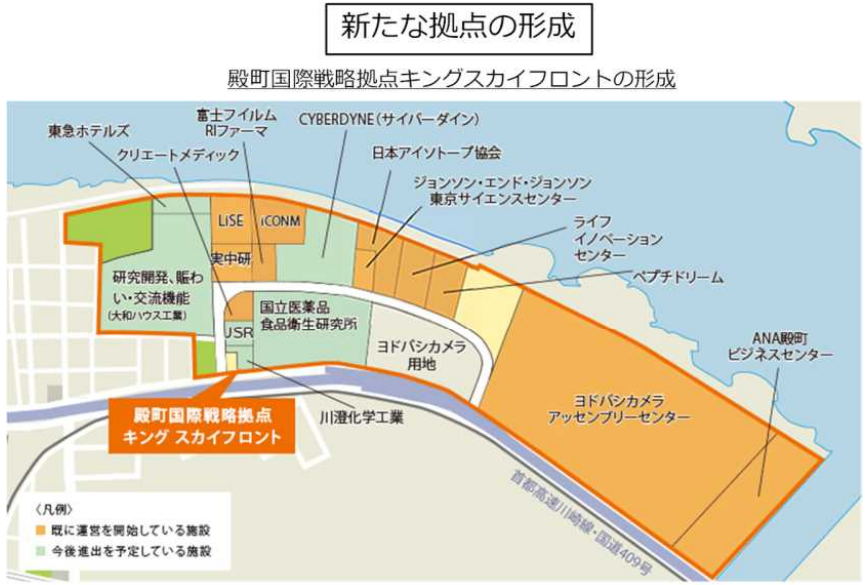 新たな拠点の形成
殿町国際戦略拠点キングスカイフロントの形成
東急ホテルズ
クリエートメディック
富士フイルム
RIファーマ
CYBERDYNE（サイバーダイン）
日本アイソトープ協会
ジョンソン・エンド・ジョンソン
東京サイエンスセンター
ライフ
イノベーション
センター
ペプチドリーム
LiSE
iCONM
実中研
研究開発、賑わ
い・交流機能
（大和ハウス工業）
JSR
国立医薬品
食品衛生研究所
ヨドバシカメラ
用地
ANA殿町
ビジネスセンター
ヨドバシカメラ
アッセンブリーセンター
川澄化学工業
殿町国際戦略拠点
キング スカイフロント
首都高速川崎線・国道409号
〈凡例〉
既に運営を開始している施設
今後進出を予定している施設